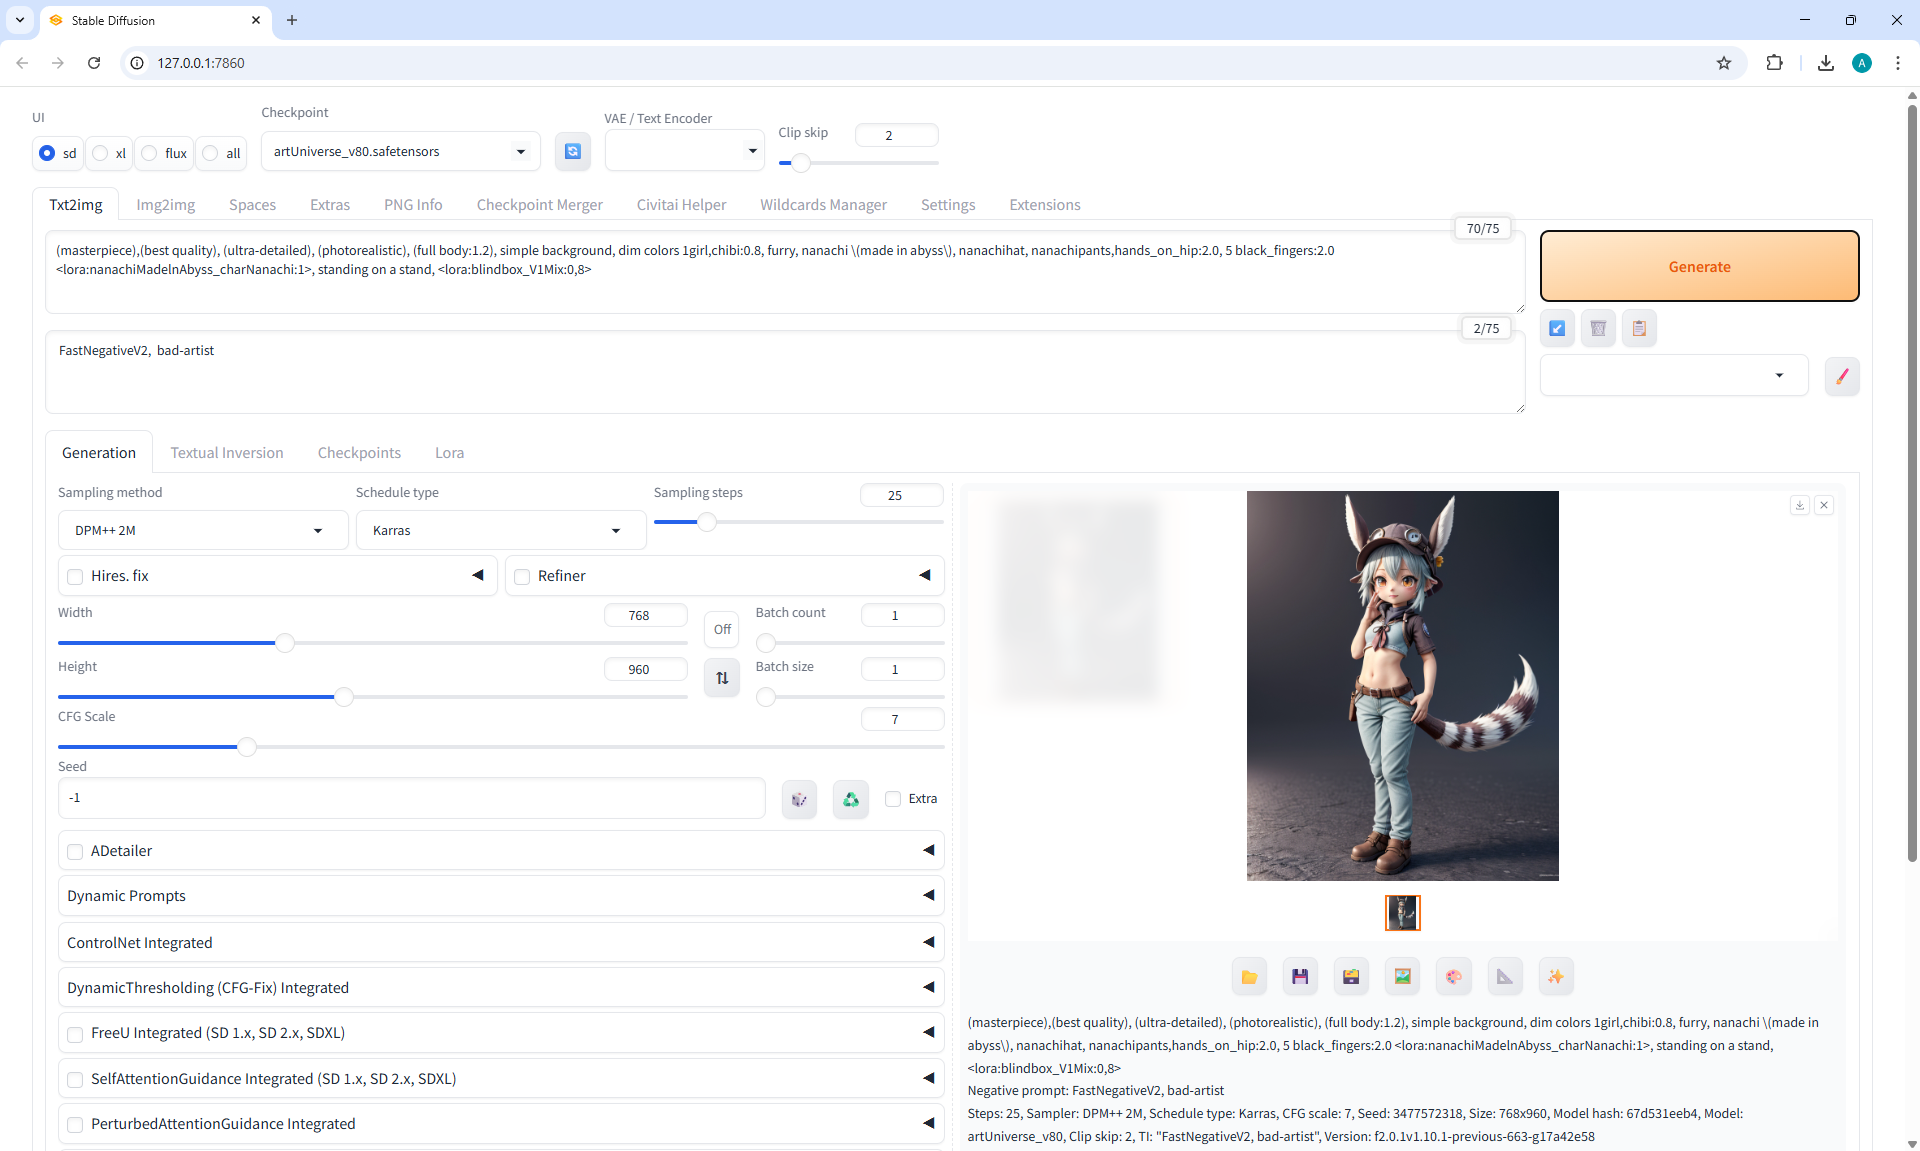 Stable Diffusion
127.0.0.1:7860
UI
sd
xl
flux
all
Checkpoint
artUniverse_v80.safetensors
VAE / Text Encoder
Clip skip
2
Txt2img
Img2img
Spaces
Extras
PNG Info
Checkpoint Merger
Civitai Helper
Wildcards Manager
Settings
Extensions
70/75
(masterpiece),(best quality), (ultra-detailed), (photorealistic), (full body:1.2), simple background, dim colors 1girl,chibi:0.8, furry, nanachi \(made in abyss\), nanachihat, nanachipants,hands_on_hip:2.0, 5 black_fingers:2.0
<lora:nanachiMadeInAbyss_charNanachi:1>, standing on a stand, <lora:blindbox_V1Mix:0,8>
Generate
2/75
FastNegativeV2, bad-artist
Generation
Textual Inversion
Checkpoints
Lora
Sampling method
DPM++ 2M
Schedule type
Karras
Sampling steps
25
Hires. fix
Refiner
Width
768
Off
Batch count
1
Height
960
Batch size
1
CFG Scale
7
Seed
-1
Extra
ADetailer
Dynamic Prompts
ControlNet Integrated
DynamicThresholding (CFG-Fix) Integrated
FreeU Integrated (SD 1.x, SD 2.x, SDXL)
SelfAttentionGuidance Integrated (SD 1.x, SD 2.x, SDXL)
PerturbedAttentionGuidance Integrated
(masterpiece),(best quality), (ultra-detailed), (photorealistic), (full body:1.2), simple background, dim colors 1girl,chibi:0.8, furry, nanachi \(made in
abyss\), nanachihat, nanachipants,hands_on_hip:2.0, 5 black_fingers:2.0 <lora:nanachiMadeInAbyss_charNanachi:1>, standing on a stand,
<lora:blindbox_V1Mix:0,8>
Negative prompt: FastNegativeV2, bad-artist
Steps: 25, Sampler: DPM++ 2M, Schedule type: Karras, CFG scale: 7, Seed: 3477572318, Size: 768x960, Model hash: 67d531eeb4, Model:
artUniverse_v80, Clip skip: 2, TI: "FastNegativeV2, bad-artist", Version: f2.0.1v1.10.1-previous-663-g17a42e58
A